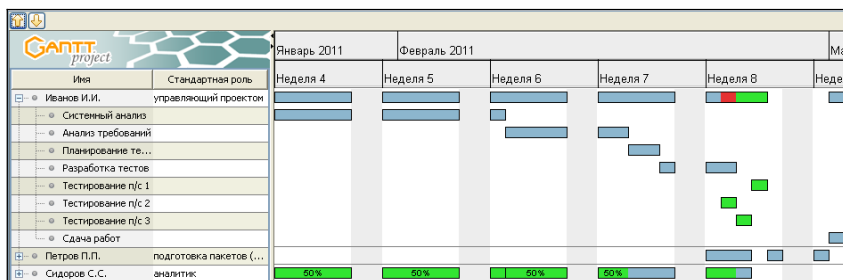 GANTT
project
Январь 2011
Февраль 2011
Ма
Имя
Стандартная роль
Неделя 4
Неделя 5
Неделя 6
Неделя 7
Неделя 8
Неде
Иванов И.И.
управляющий проектом
Системный анализ
Анализ требований
Планирование те...
Разработка тестов
Тестирование п/с 1
Тестирование п/с 2
Тестирование п/с 3
Сдача работ
Петров П.П.
подготовка пакетов (...
Сидоров С.С.
аналитик
50%
50%
50%
50%